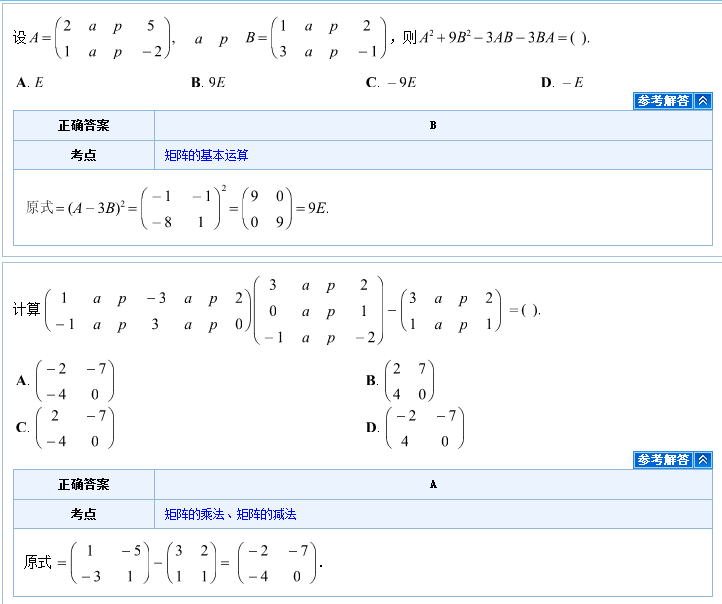 设 A = ( 2 a p 5 ; 1 a p −2 ), a p B = ( 1 a p 2 ; 3 a p −1 ),则 A² + 9B² − 3AB − 3BA = ( ).
A. E B. 9E C. −9E D. −E
参考解答
正确答案 B
考点 矩阵的基本运算
原式 = (A − 3B)² = ( −1 −1 ; −8 1 )² = ( 9 0 ; 0 9 ) = 9E.
计算 ( 1 a p −3 a p 2 ; −1 a p 3 a p 0 ) ( 3 a p 2 ; 0 a p 1 ; −1 a p −2 ) − ( 3 a p 2 ; 1 a p 1 ) = ( ).
A. ( −2 −7 ; −4 0 ) B. ( 2 7 ; 4 0 )
C. ( 2 −7 ; −4 0 ) D. ( −2 −7 ; 4 0 )
参考解答
正确答案 A
考点 矩阵的乘法、矩阵的减法
原式 = ( 1 −5 ; −3 1 ) − ( 3 2 ; 1 1 ) = ( −2 −7 ; −4 0 ) .